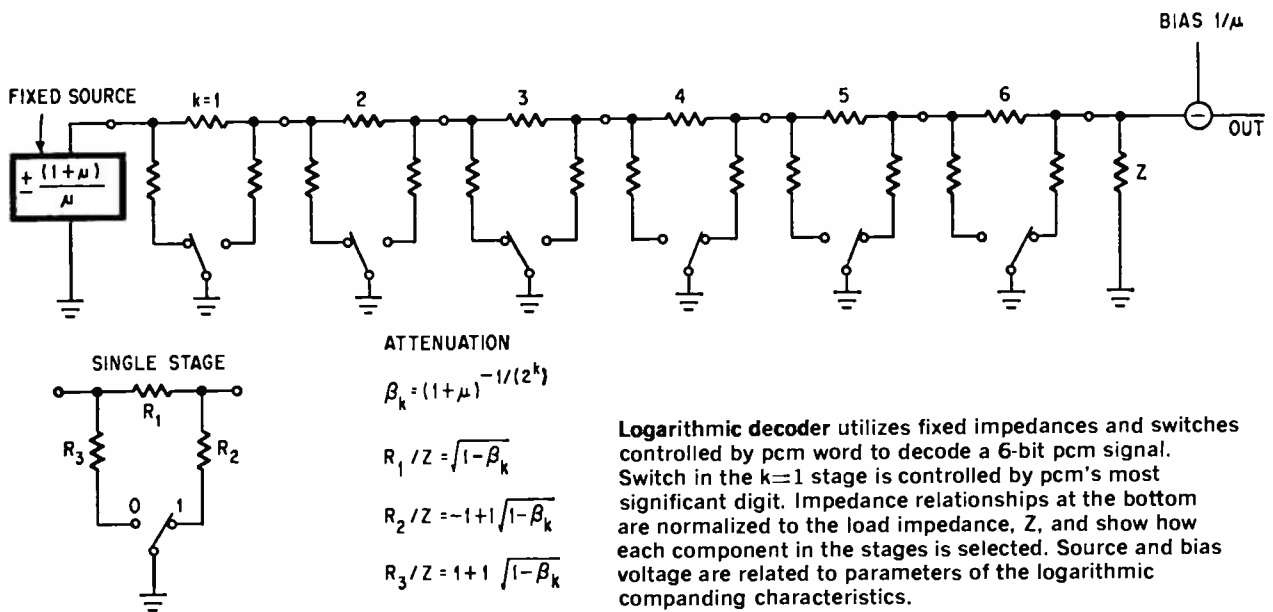 BIAS 1/μ
FIXED SOURCE
k=1 2 3 4 5 6
± (1+μ)/μ
Z
−
OUT
SINGLE STAGE
R₁
R₃ R₂
0 1
ATTENUATION
βₖ=(1+μ)^−1/(2^k)
R₁/Z=√1-βₖ
R₂/Z=-1+1√1-βₖ
R₃/Z=1+1 √1-βₖ
Logarithmic decoder utilizes fixed impedances and switches
controlled by pcm word to decode a 6-bit pcm signal.
Switch in the k=1 stage is controlled by pcm's most
significant digit. Impedance relationships at the bottom
are normalized to the load impedance, Z, and show how
each component in the stages is selected. Source and bias
voltage are related to parameters of the logarithmic
companding characteristics.